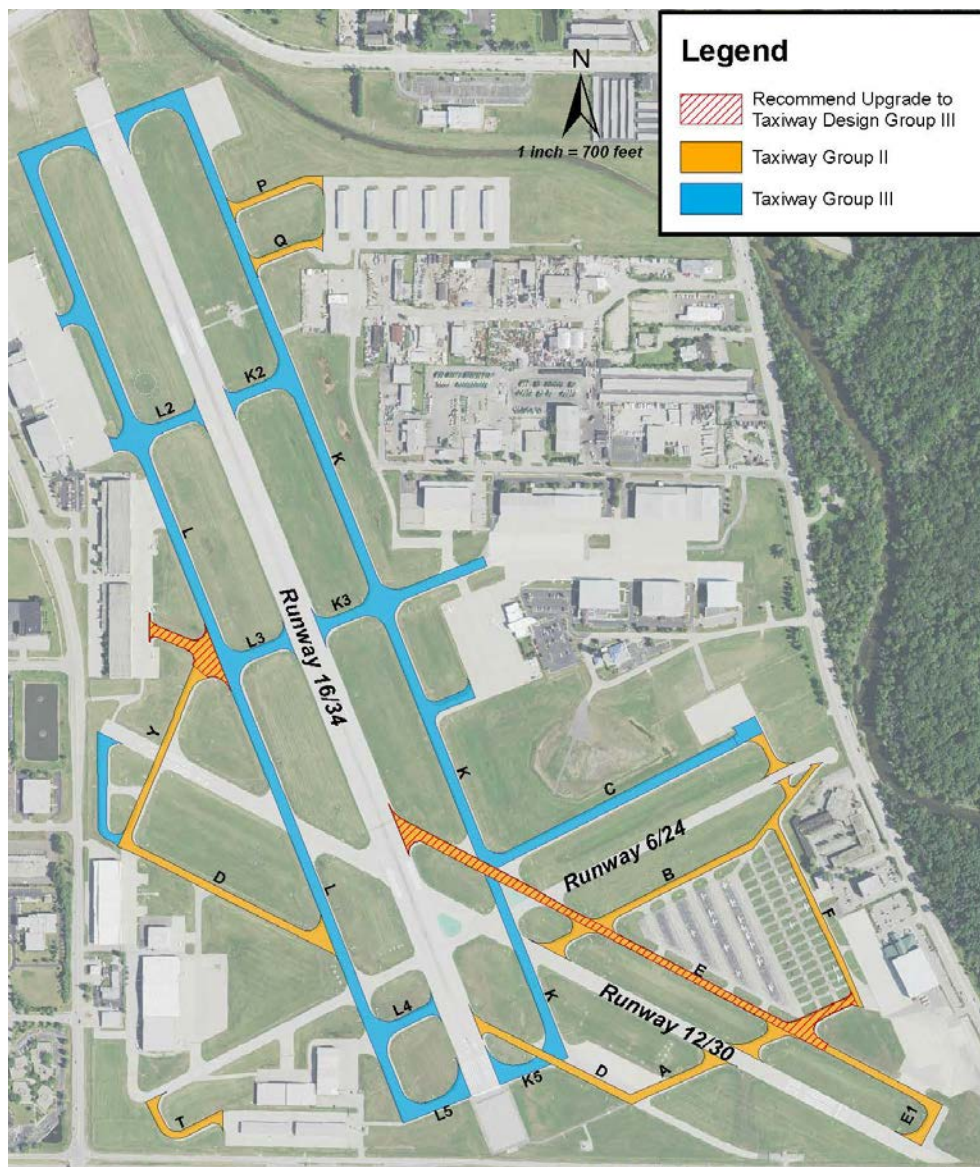 Legend
Recommend Upgrade to
Taxiway Design Group III
Taxiway Group II
Taxiway Group III
N
1 inch = 700 feet
P
Q
K2
L2
K
L
K3
L3
Runway 16/34
Y
K
C
Runway 6/24
B
D
L
F
E
K
Runway 12/30
L4
D
A
K5
L5
T
E1